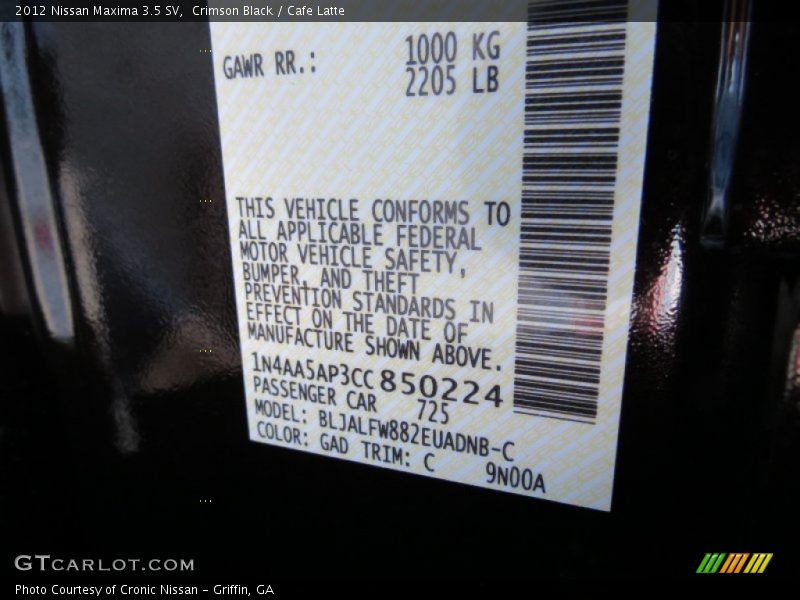 2012 Nissan Maxima 3.5 SV, Crimson Black / Cafe Latte
GAWR RR.: 1000 KG
2205 LB
THIS VEHICLE CONFORMS TO
ALL APPLICABLE FEDERAL
MOTOR VEHICLE SAFETY,
BUMPER, AND THEFT
PREVENTION STANDARDS IN
EFFECT ON THE DATE OF
MANUFACTURE SHOWN ABOVE.
1N4AA5AP3CC850224
PASSENGER CAR 725
MODEL: BLJALFW882EUADNB-C
COLOR: GAD TRIM: C 9N00A
GTCARLOT.COM
Photo Courtesy of Cronic Nissan - Griffin, GA